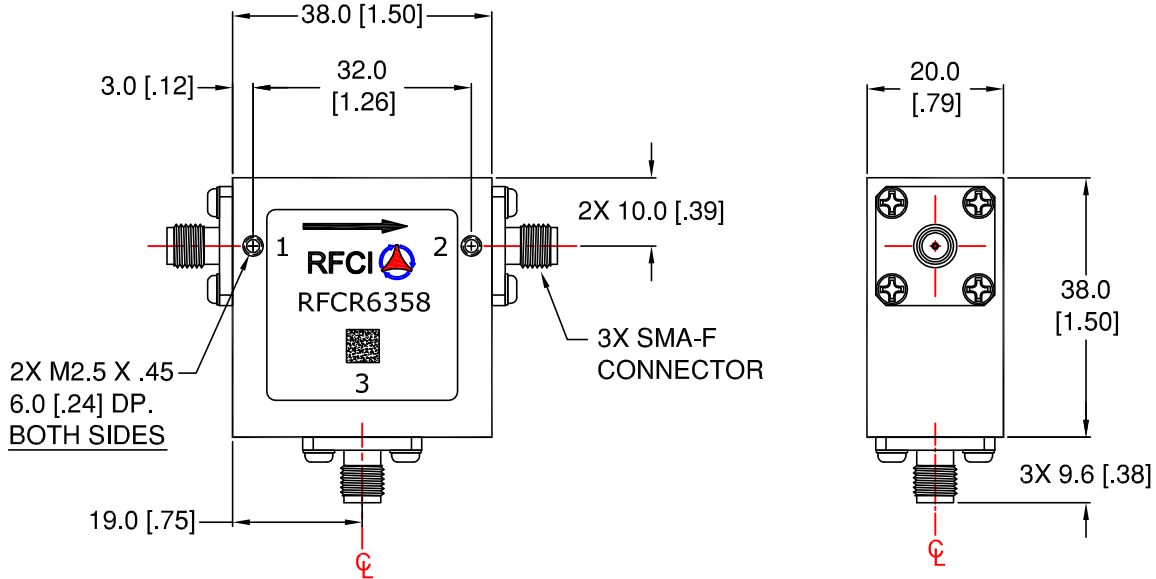 38.0 [1.50]
3.0 [.12]
32.0
[1.26]
2X 10.0 [.39]
1
2
RFCI
RFCR6358
3
3X SMA-F
CONNECTOR
2X M2.5 X .45
6.0 [.24] DP.
BOTH SIDES
19.0 [.75]
℄
20.0
[.79]
38.0
[1.50]
3X 9.6 [.38]
℄